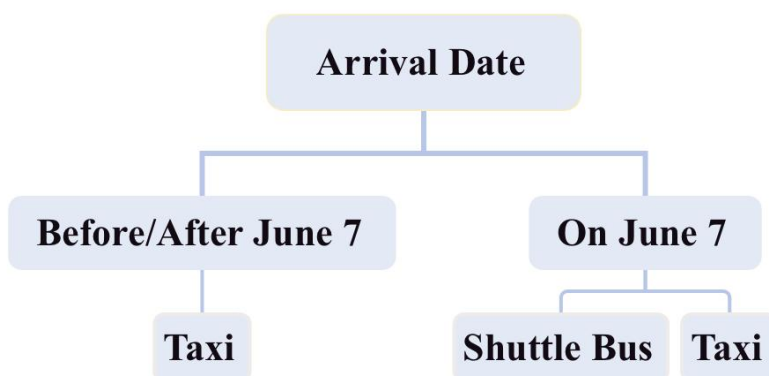 Arrival Date
Before/After June 7
On June 7
Taxi
Shuttle Bus
Taxi